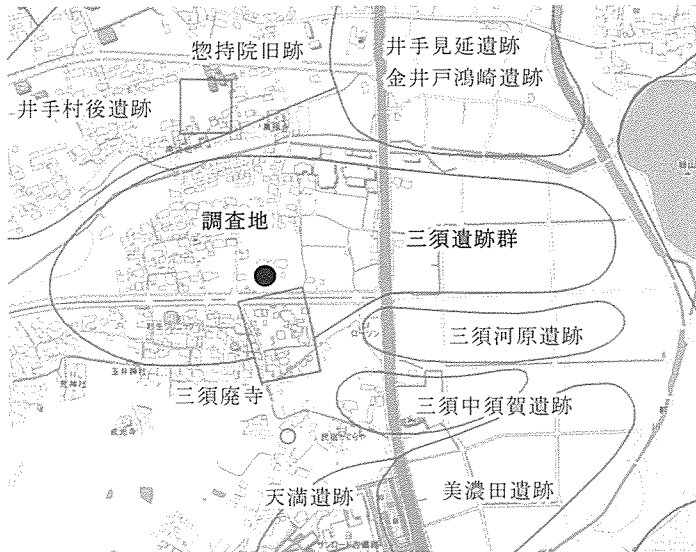 惣持院旧跡
井手見延遺跡
金井戸鴻崎遺跡
井手村後遺跡
調査地
三須遺跡群
三須河原遺跡
三須廃寺
三須中須賀遺跡
天満遺跡
美濃田遺跡